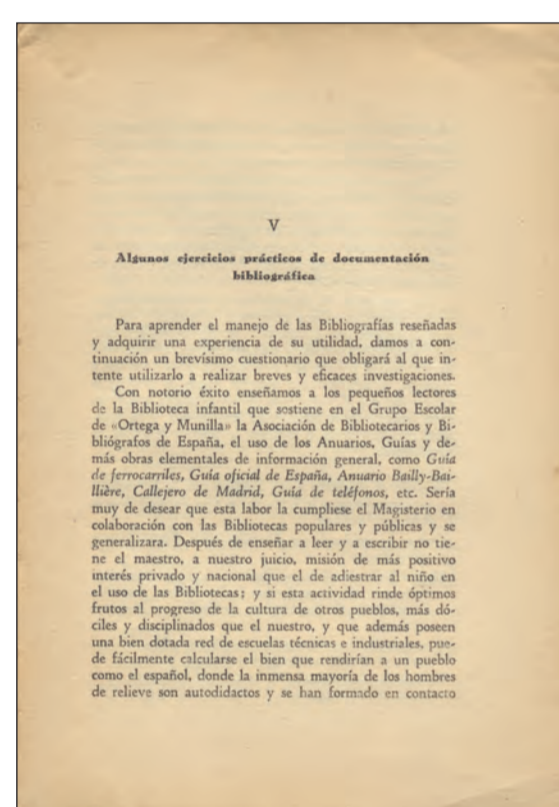 V
Algunos ejercicios prácticos de documentación
bibliográfica
Para aprender el manejo de las Bibliografías reseñadas
y adquirir una experiencia de su utilidad, damos a con-
tinuación un brevísimo cuestionario que obligará al que in-
tente utilizarlo a realizar breves y eficaces investigaciones.
Con notorio éxito enseñamos a los pequeños lectores
de la Biblioteca infantil que sostiene en el Grupo Escolar
de «Ortega y Munilla» la Asociación de Bibliotecarios y Bi-
bliógrafos de España, el uso de los Anuarios, Guías y de-
más obras elementales de información general, como Guía
de ferrocarriles, Guía oficial de España, Anuario Bailly-Bai-
llière, Callejero de Madrid, Guía de teléfonos, etc. Sería
muy de desear que esta labor la cumpliese el Magisterio en
colaboración con las Bibliotecas populares y públicas y se
generalizara. Después de enseñar a leer y a escribir no tie-
ne el maestro, a nuestro juicio, misión de más positivo
interés privado y nacional que el de adiestrar al niño en
el uso de las Bibliotecas; y si esta actividad rinde óptimos
frutos al progreso de la cultura de otros pueblos, más dó-
ciles y disciplinados que el nuestro, y que además poseen
una bien dotada red de escuelas técnicas e industriales, pue-
de fácilmente calcularse el bien que rendirían a un pueblo
como el español, donde la inmensa mayoría de los hombres
de relieve son autodidactos y se han formado en contacto